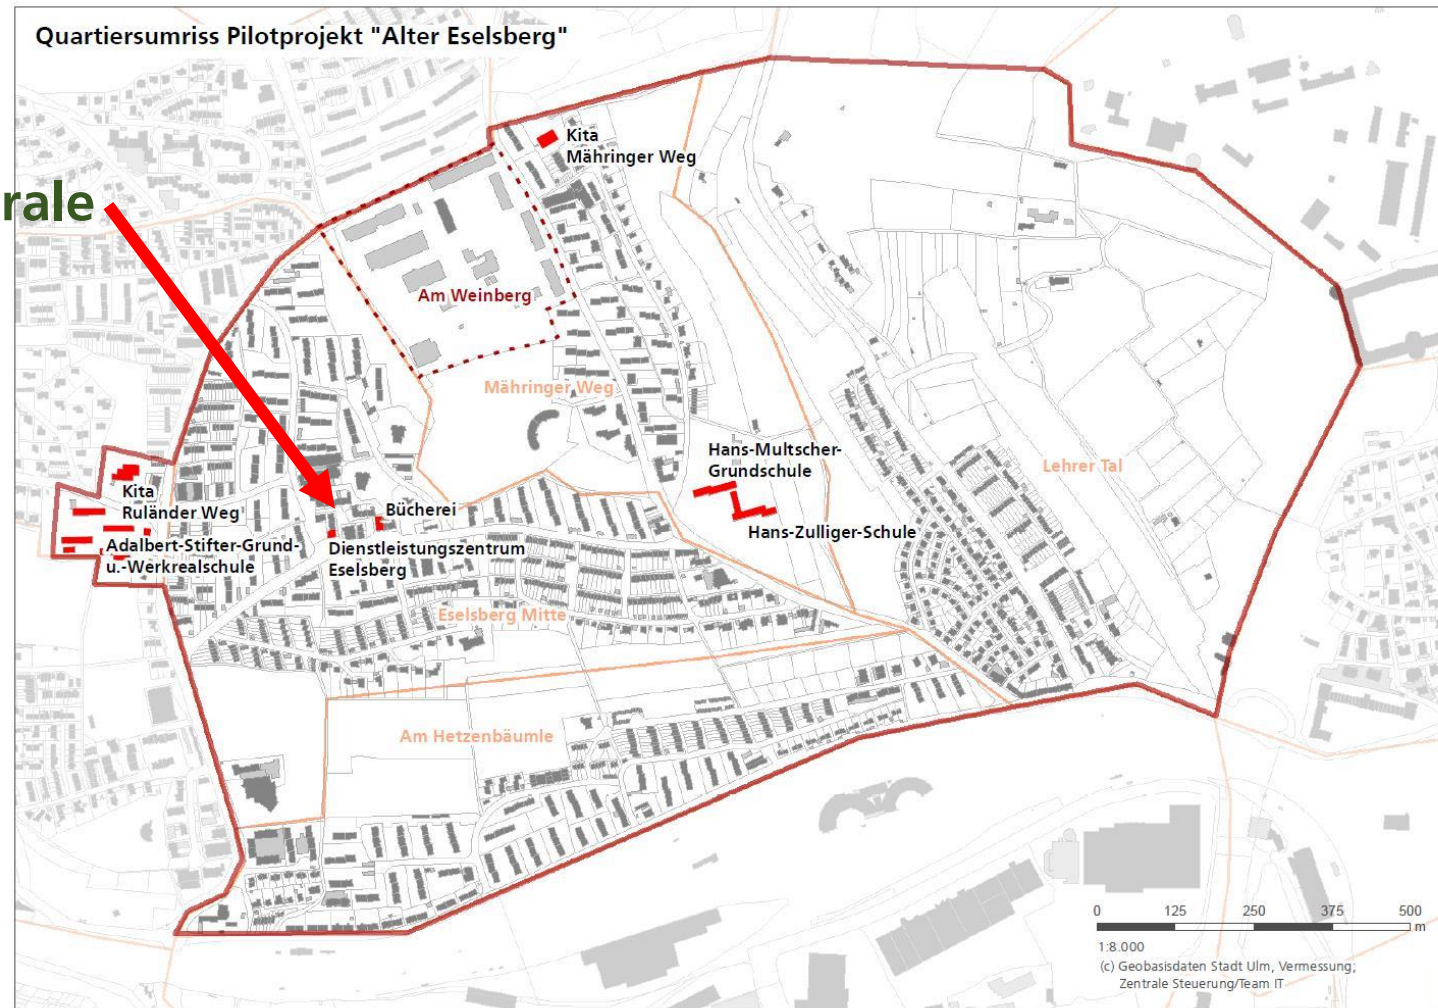 Quartiersumriss Pilotprojekt "Alter Eselsberg"
Kita
Mähringer Weg
rale
Am Weinberg
Mähringer Weg
Hans-Multscher-
Grundschule
Lehrer Tal
Kita
Ruländer Weg
Bücherei
Hans-Zulliger-Schule
Adalbert-Stifter-Grund-
u.-Werkrealschule
Dienstleistungszentrum
Eselsberg
Eselsberg Mitte
Am Hetzenbäumle
0 125 250 375 500
m
1:8.000
(c) Geobasisdaten Stadt Ulm, Vermessung;
Zentrale Steuerung/Team IT